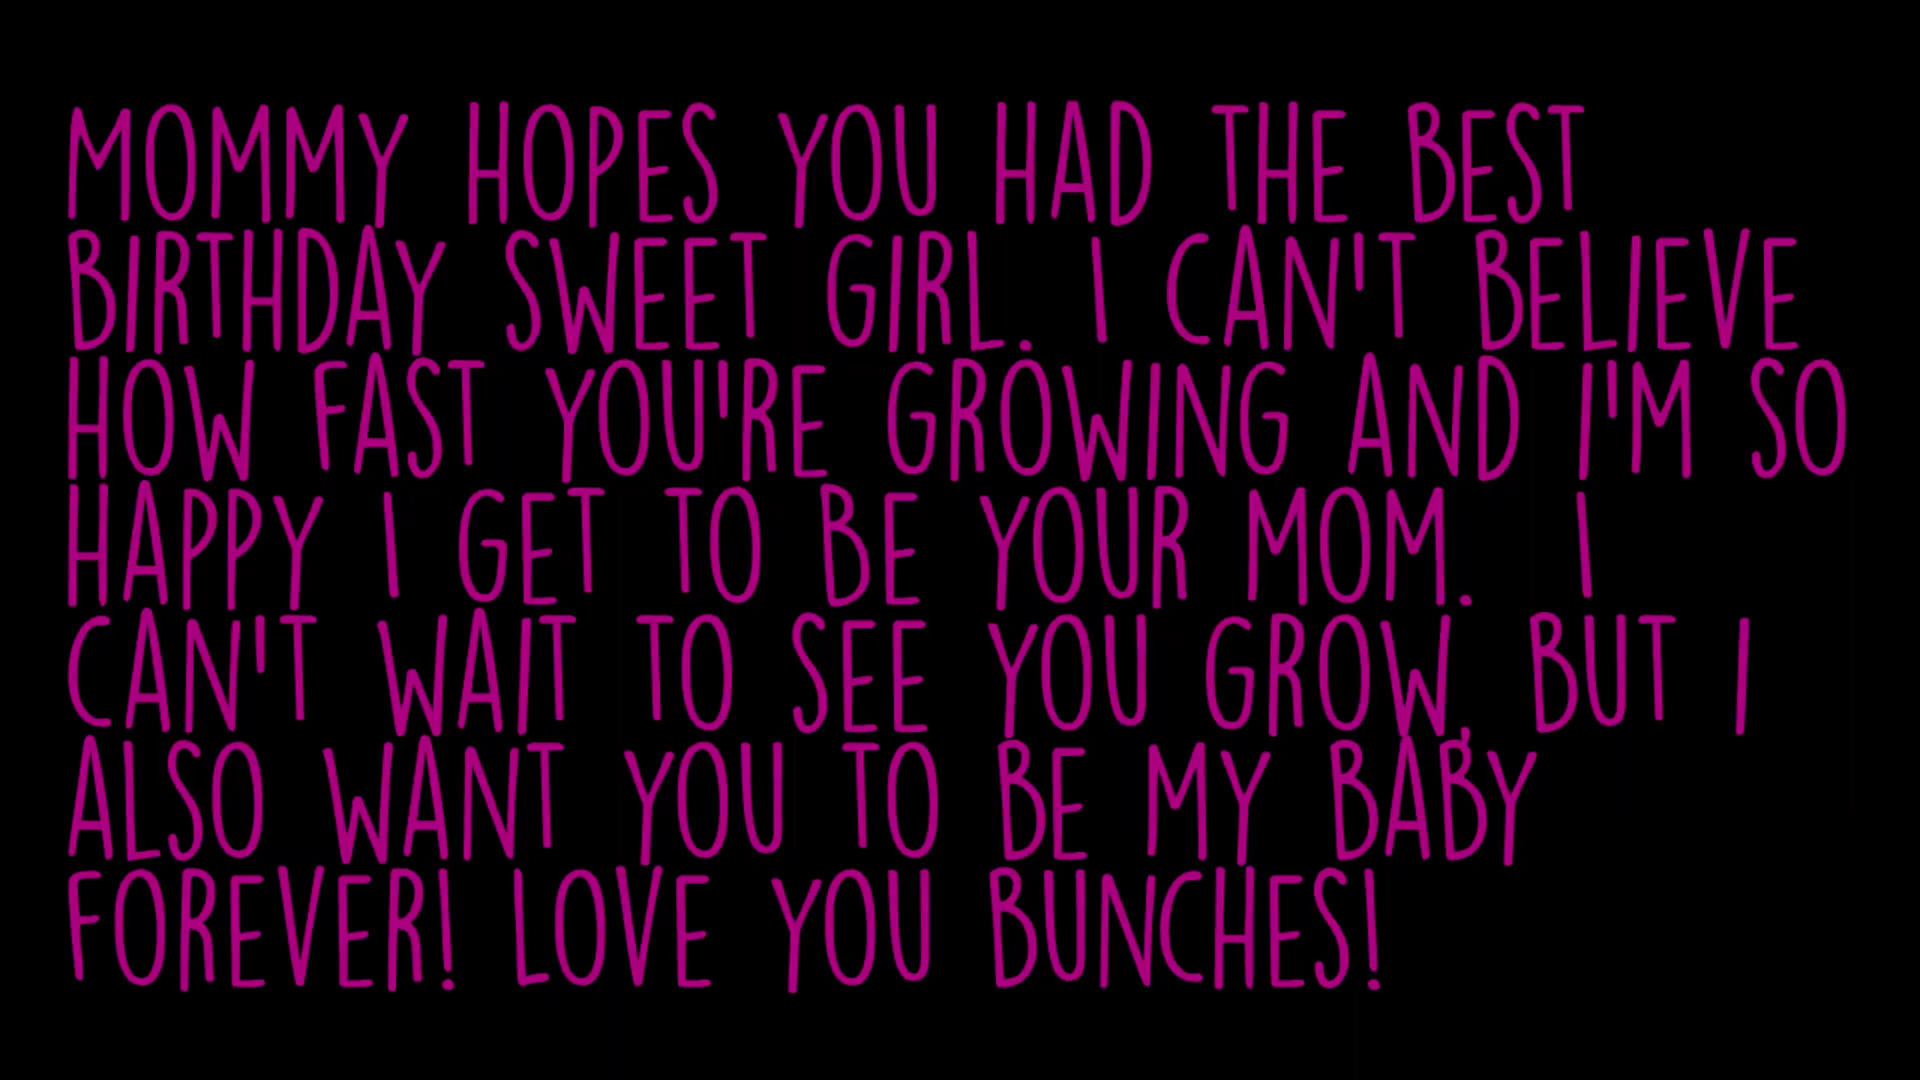 MOMMY HOPES YOU HAD THE BEST
BIRTHDAY SWEET GIRL. I CAN'T BELIEVE
HOW FAST YOU'RE GROWING AND I'M SO
HAPPY I GET TO BE YOUR MOM. I
CAN'T WAIT TO SEE YOU GROW, BUT I
ALSO WANT YOU TO BE MY BABY
FOREVER! LOVE YOU BUNCHES!